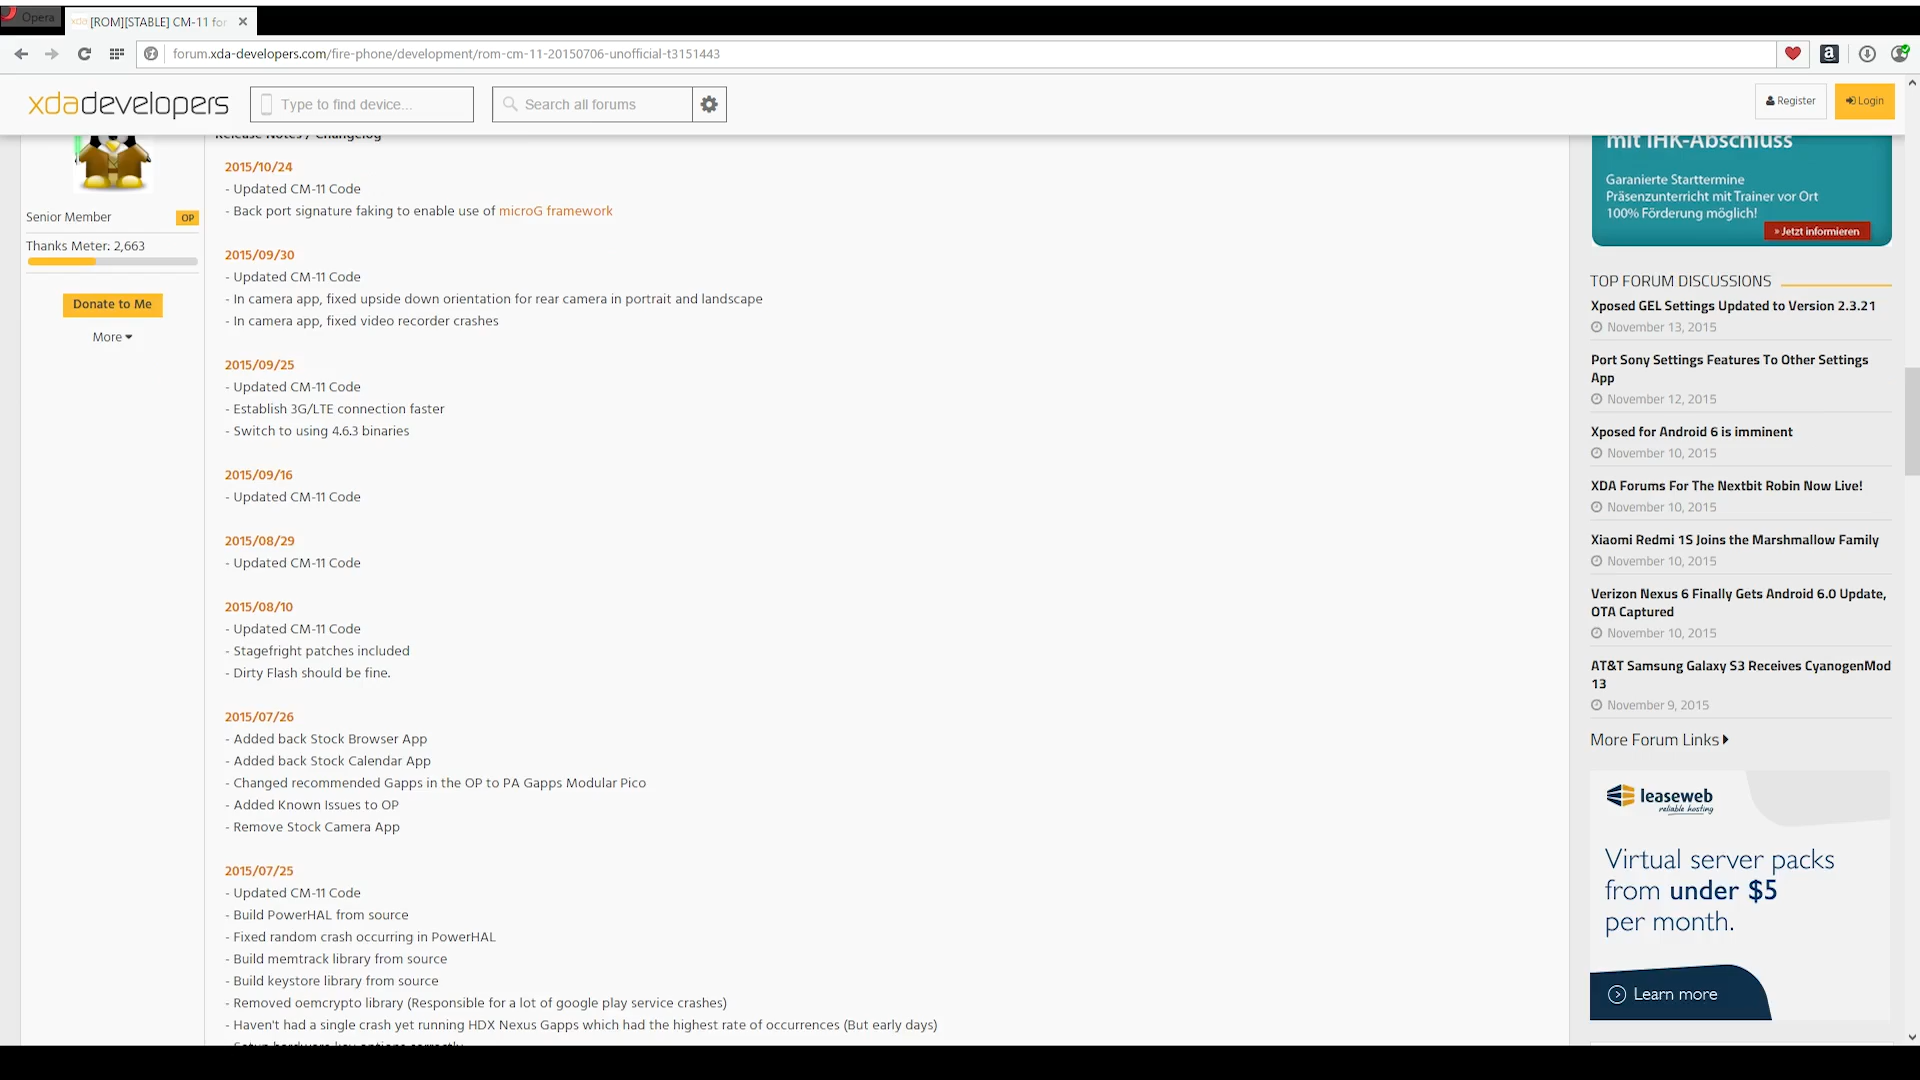 Opera
[ROM][STABLE] CM-11 for
forum.xda-developers.com/fire-phone/development/rom-cm-11-20150706-unofficial-t3151443
xdadevelopers
Type to find device...
Search all forums
Register
Login
Release Notes / Changelog
2015/10/24
- Updated CM-11 Code
- Back port signature faking to enable use of microG framework
Senior Member
OP
Thanks Meter: 2,663
Donate to Me
More
2015/09/30
- Updated CM-11 Code
- In camera app, fixed upside down orientation for rear camera in portrait and landscape
- In camera app, fixed video recorder crashes
2015/09/25
- Updated CM-11 Code
- Establish 3G/LTE connection faster
- Switch to using 4.6.3 binaries
2015/09/16
- Updated CM-11 Code
2015/08/29
- Updated CM-11 Code
2015/08/10
- Updated CM-11 Code
- Stagefright patches included
- Dirty Flash should be fine.
2015/07/26
- Added back Stock Browser App
- Added back Stock Calendar App
- Changed recommended Gapps in the OP to PA Gapps Modular Pico
- Added Known Issues to OP
- Remove Stock Camera App
2015/07/25
- Updated CM-11 Code
- Build PowerHAL from source
- Fixed random crash occurring in PowerHAL
- Build memtrack library from source
- Build keystore library from source
- Removed oemcrypto library (Responsible for a lot of google play service crashes)
- Haven't had a single crash yet running HDX Nexus Gapps which had the highest rate of occurrences (But early days)
- Setup hardware key options correctly
mit IHK-Abschluss
Garantierte Starttermine
Präsenzunterricht mit Trainer vor Ort
100% Förderung möglich!
» Jetzt informieren
TOP FORUM DISCUSSIONS
Xposed GEL Settings Updated to Version 2.3.21
November 13, 2015
Port Sony Settings Features To Other Settings
App
November 12, 2015
Xposed for Android 6 is imminent
November 10, 2015
XDA Forums For The Nextbit Robin Now Live!
November 10, 2015
Xiaomi Redmi 1S Joins the Marshmallow Family
November 10, 2015
Verizon Nexus 6 Finally Gets Android 6.0 Update,
OTA Captured
November 10, 2015
AT&T Samsung Galaxy S3 Receives CyanogenMod
13
November 9, 2015
More Forum Links
leaseweb
reliable hosting
Virtual server packs
from under $5
per month.
Learn more